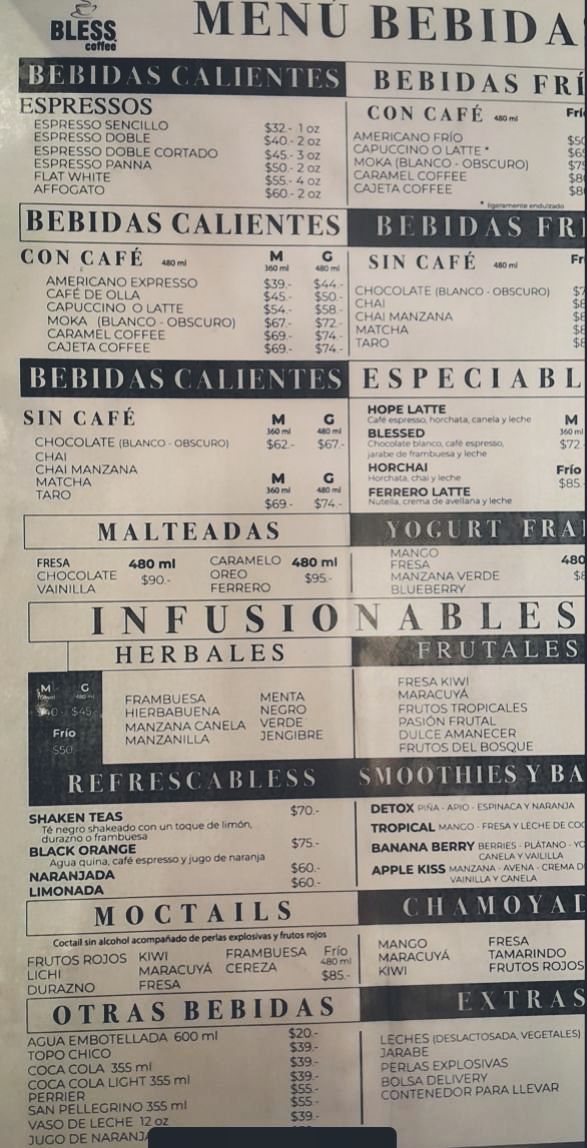 BLESS
coffee
MENÚ BEBIDA
BEBIDAS CALIENTES
ESPRESSOS
ESPRESSO SENCILLO $32.- 1 oz
ESPRESSO DOBLE $40.- 2 oz
ESPRESSO DOBLE CORTADO $45.- 3 oz
ESPRESSO PANNA $50.- 2 oz
FLAT WHITE $55.- 4 oz
AFFOGATO $60.- 2 oz
BEBIDAS FRÍ
CON CAFÉ 480 ml Frí
AMERICANO FRÍO
CAPUCCINO O LATTE *
MOKA (BLANCO - OBSCURO)
CARAMEL COFFEE
CAJETA COFFEE
* ligeramente endulzado
BEBIDAS CALIENTES
CON CAFÉ 480 ml M G
360 ml 480 ml
AMERICANO EXPRESSO $39.- $44.-
CAFÉ DE OLLA $45.- $50.-
CAPUCCINO O LATTE $54.- $58.-
MOKA (BLANCO - OBSCURO) $67.- $72.-
CARAMEL COFFEE $69.- $74.-
CAJETA COFFEE $69.- $74.-
BEBIDAS FRI
SIN CAFÉ 480 ml Fr
CHOCOLATE (BLANCO - OBSCURO)
CHAI
CHAI MANZANA
MATCHA
TARO
BEBIDAS CALIENTES
SIN CAFÉ M G
360 ml 480 ml
CHOCOLATE (BLANCO - OBSCURO) $62.- $67.-
CHAI
CHAI MANZANA
MATCHA M G
TARO 360 ml 480 ml
$69.- $74.-
ESPECIABL
HOPE LATTE M
Café espresso, horchata, canela y leche 360 ml
BLESSED $72.
Chocolate blanco, café espresso,
jarabe de frambuesa y leche
HORCHAI Frío
Horchata, chai y leche $85.
FERRERO LATTE
Nutella, crema de avellana y leche
MALTEADAS
FRESA 480 ml
CHOCOLATE $90.-
VAINILLA
CARAMELO 480 ml
OREO $95.-
FERRERO
YOGURT FRA
MANGO
FRESA 480
MANZANA VERDE
BLUEBERRY
INFUSIONABLES
HERBALES
M G
480 ml
$40.- $45.-
Frío
$50
FRAMBUESA MENTA
HIERBABUENA NEGRO
MANZANA CANELA VERDE
MANZANILLA JENGIBRE
FRUTALES
FRESA KIWI
MARACUYÁ
FRUTOS TROPICALES
PASIÓN FRUTAL
DULCE AMANECER
FRUTOS DEL BOSQUE
REFRESCABLESS
SHAKEN TEAS $70.-
Té negro shakeado con un toque de limón,
durazno o frambuesa
BLACK ORANGE $75.-
Agua quina, café espresso y jugo de naranja
NARANJADA $60.-
LIMONADA $60.-
SMOOTHIES Y BA
DETOX PIÑA - APIO - ESPINACA Y NARANJA
TROPICAL MANGO - FRESA Y LECHE DE COC
BANANA BERRY BERRIES - PLÁTANO - YO
CANELA Y VAILILLA
APPLE KISS MANZANA - AVENA - CREMA D
VAINILLA Y CANELA
MOCTAILS
Coctail sin alcohol acompañado de perlas explosivas y frutos rojos
FRUTOS ROJOS KIWI FRAMBUESA Frío
LICHI MARACUYÁ CEREZA 480 ml
DURAZNO FRESA $85.-
CHAMOYAD
MANGO FRESA
MARACUYÁ TAMARINDO
KIWI FRUTOS ROJOS
OTRAS BEBIDAS
AGUA EMBOTELLADA 600 ml $20.-
TOPO CHICO $39.-
COCA COLA 355 ml $39.-
COCA COLA LIGHT 355 ml $39.-
PERRIER $55.-
SAN PELLEGRINO 355 ml $55.-
VASO DE LECHE 12 oz $39.-
JUGO DE NARANJA
EXTRAS
LECHES (DESLACTOSADA, VEGETALES)
JARABE
PERLAS EXPLOSIVAS
BOLSA DELIVERY
CONTENEDOR PARA LLEVAR